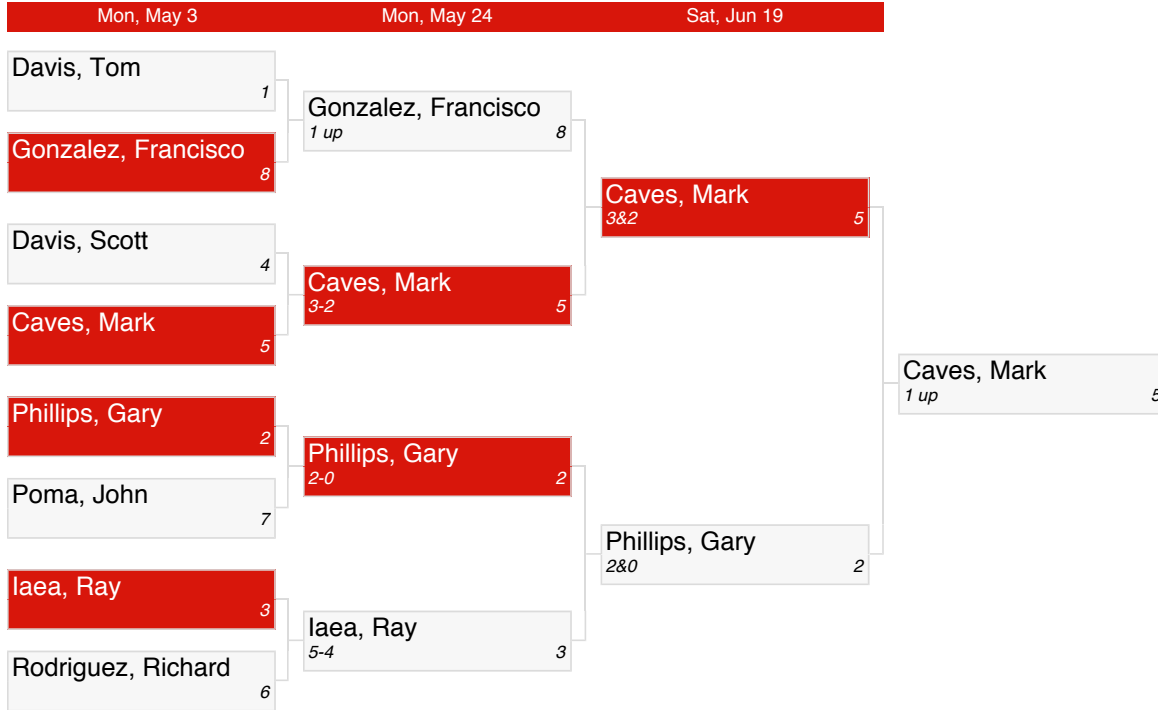 Mon, May 3
Mon, May 24
Sat, Jun 19
Davis, Tom
1
Gonzalez, Francisco
8
Davis, Scott
4
Caves, Mark
5
Phillips, Gary
2
Poma, John
7
Iaea, Ray
3
Rodriguez, Richard
6
Gonzalez, Francisco
1 up 8
Caves, Mark
3-2 5
Phillips, Gary
2-0 2
Iaea, Ray
5-4 3
Caves, Mark
3&2 5
Phillips, Gary
2&0 2
Caves, Mark
1 up 5